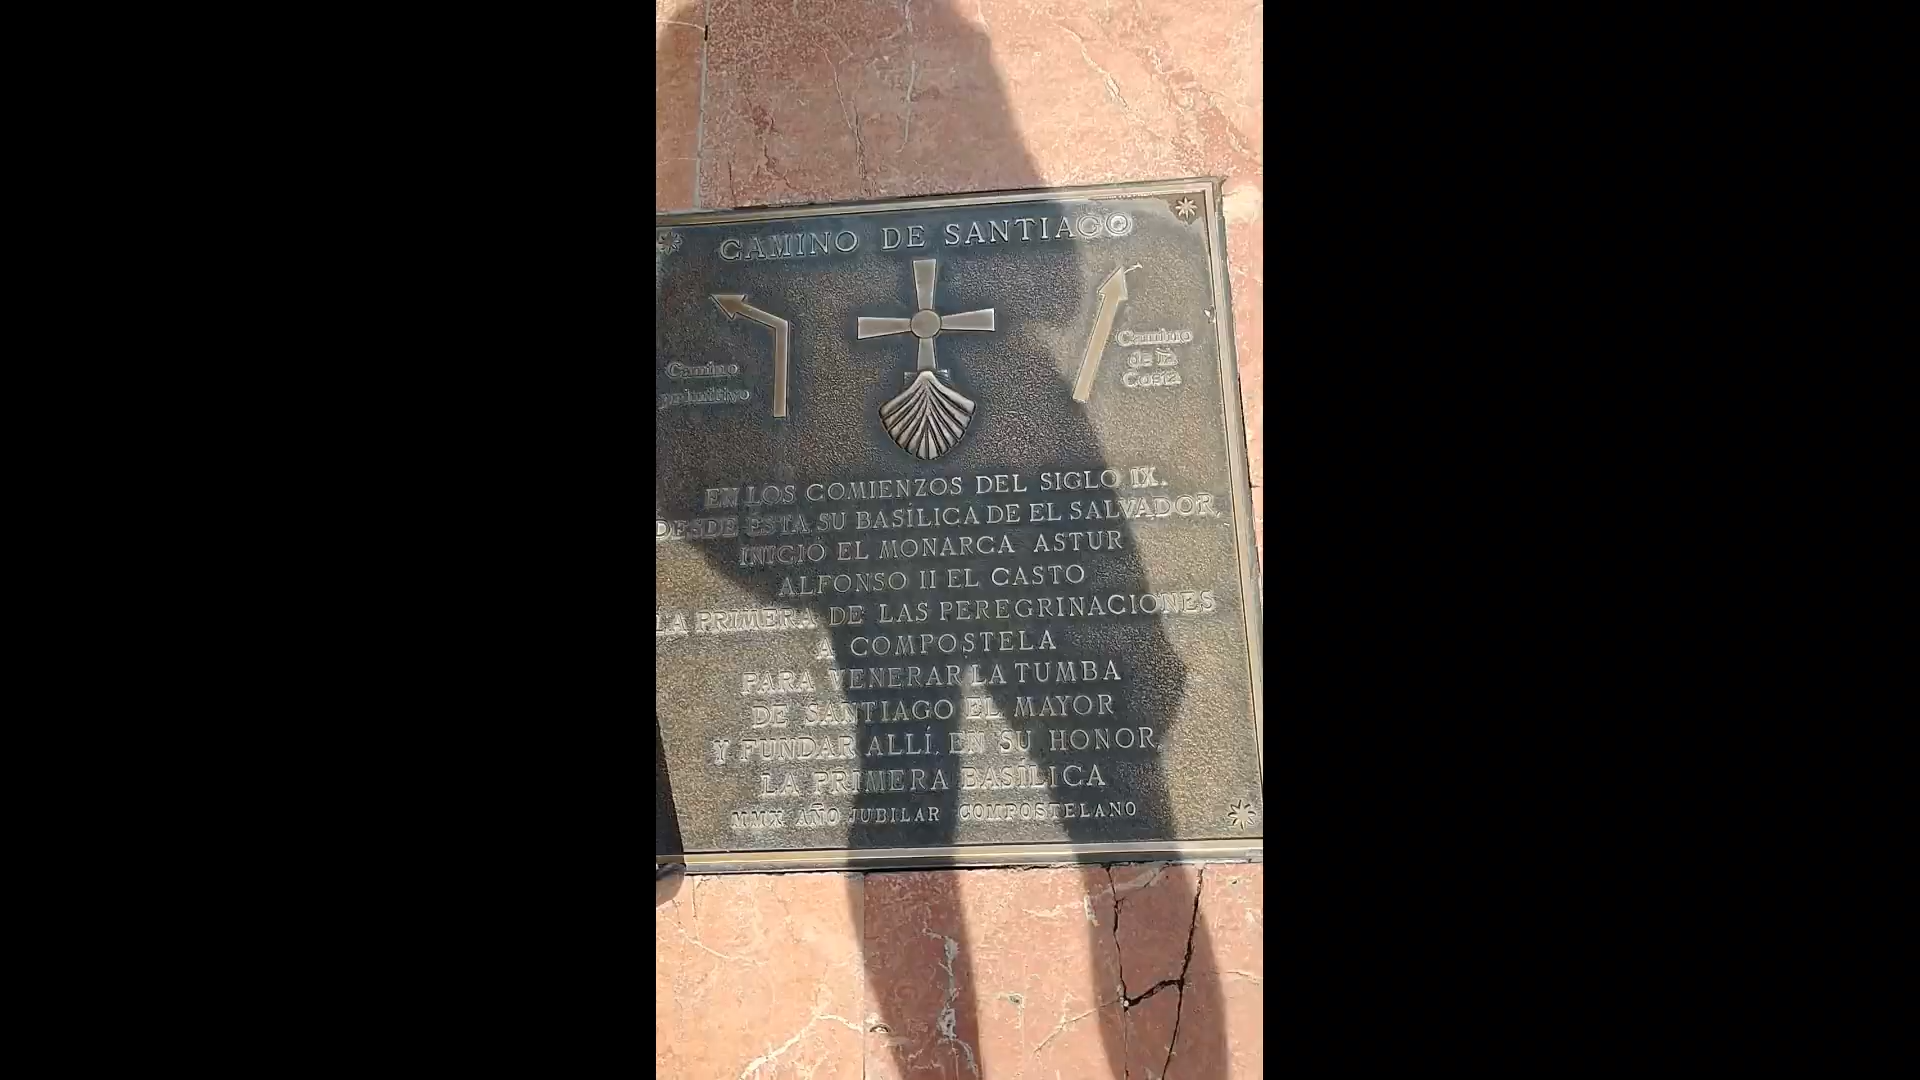 CAMINO DE SANTIAGO
Camino
primitivo
Camino
de la
Costa
EN LOS COMIENZOS DEL SIGLO IX.
DESDE ÉSTA SU BASÍLICA DE EL SALVADOR,
INICIÓ EL MONARCA ASTUR
ALFONSO II EL CASTO
LA PRIMERA DE LAS PEREGRINACIONES
A COMPOSTELA
PARA VENERAR LA TUMBA
DE SANTIAGO EL MAYOR
Y FUNDAR ALLÍ, EN SU HONOR,
LA PRIMERA BASÍLICA
MMX AÑO JUBILAR COMPOSTELANO